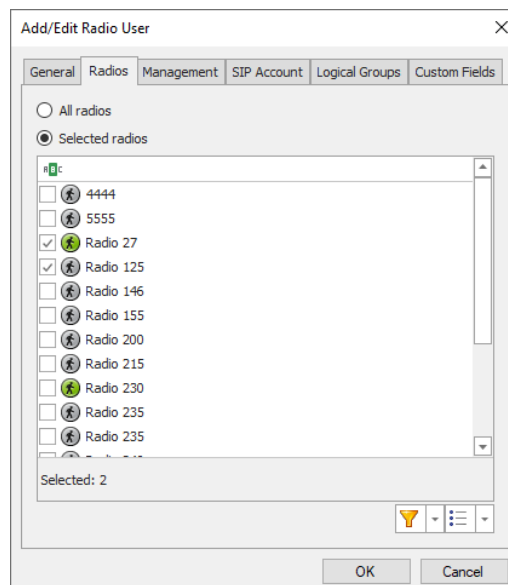 Add/Edit Radio User
General Radios Management SIP Account Logical Groups Custom Fields
All radios
Selected radios
ABC
4444
5555
Radio 27
Radio 125
Radio 146
Radio 155
Radio 200
Radio 215
Radio 230
Radio 235
Radio 235
Selected: 2
OK Cancel